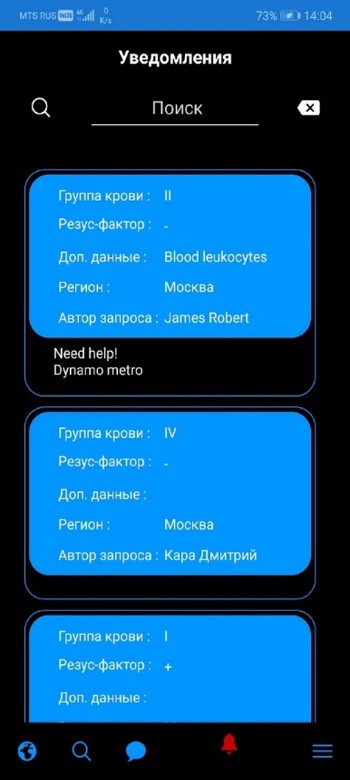 MTS RUS VoLTE 4G 0 K/s 73% 14:04
Уведомления
Поиск
Группа крови : II
Резус-фактор : -
Доп. данные : Blood leukocytes
Регион : Москва
Автор запроса : James Robert
Need help!
Dynamo metro
Группа крови : IV
Резус-фактор : -
Доп. данные :
Регион : Москва
Автор запроса : Кара Дмитрий
Группа крови : I
Резус-фактор : +
Доп. данные :